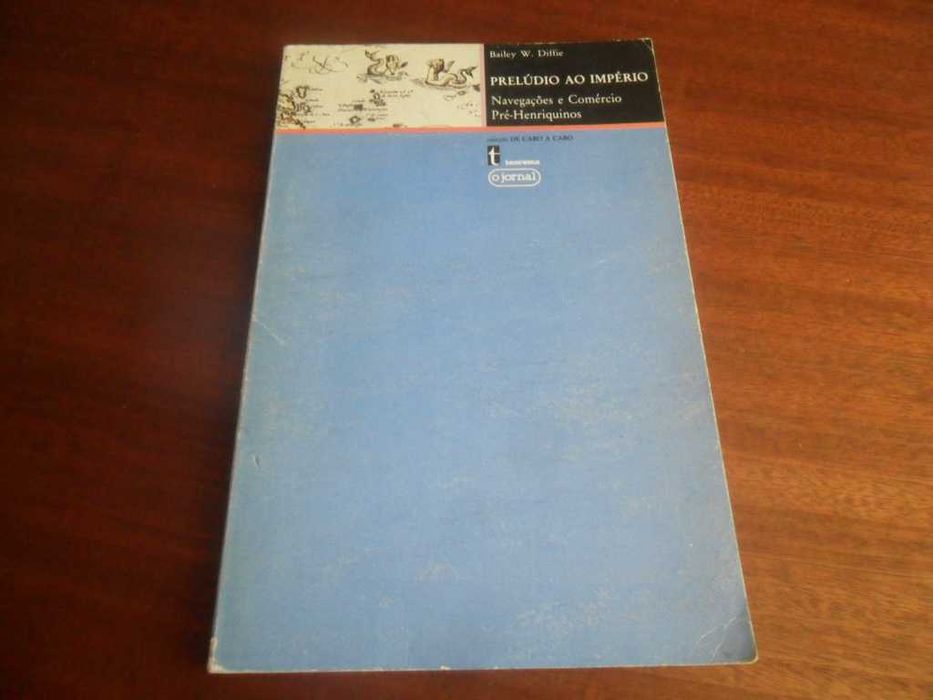 Bailey W. Diffie
PRELÚDIO AO IMPÉRIO
Navegações e Comércio
Pré-Henriquinos
DE CABO A CABO
t teorema
o jornal